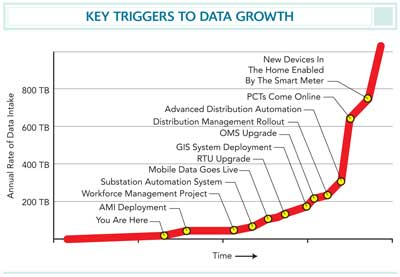 KEY TRIGGERS TO DATA GROWTH
New Devices In
The Home Enabled
By The Smart Meter
PCTs Come Online
Advanced Distribution Automation
Distribution Management Rollout
OMS Upgrade
GIS System Deployment
RTU Upgrade
Mobile Data Goes Live
Substation Automation System
Workforce Management Project
AMI Deployment
You Are Here
800 TB
600 TB
400 TB
200 TB
Annual Rate of Data Intake
Time